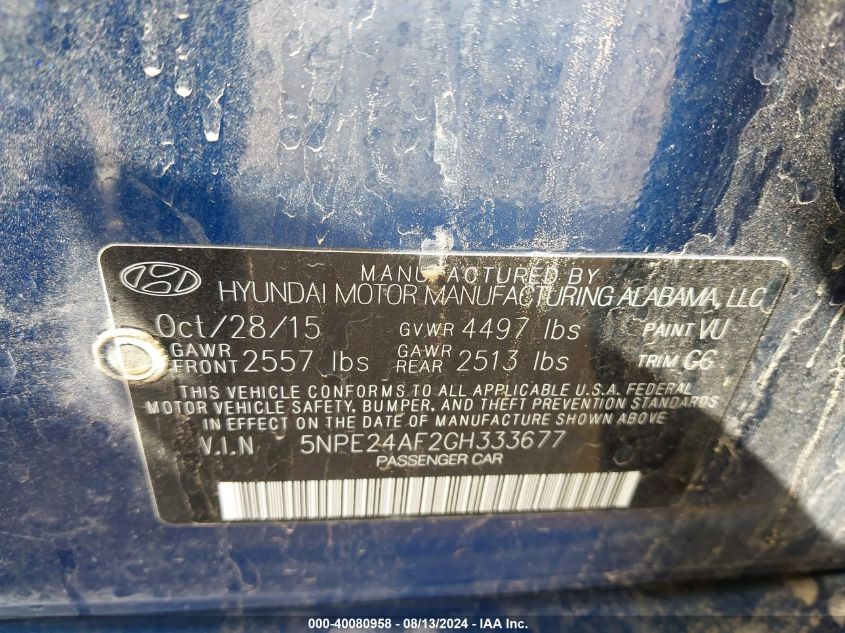 MANUFACTURED BY
HYUNDAI MOTOR MANUFACTURING ALABAMA, LLC
Oct/28/15 GVWR 4497 lbs PAINT VU
GAWR FRONT 2557 lbs GAWR REAR 2513 lbs TRIM GG
THIS VEHICLE CONFORMS TO ALL APPLICABLE U.S.A. FEDERAL
MOTOR VEHICLE SAFETY, BUMPER, AND THEFT PREVENTION STANDARDS
IN EFFECT ON THE DATE OF MANUFACTURE SHOWN ABOVE
V.I.N 5NPE24AF2GH333677
PASSENGER CAR
000-40080958 - 08/13/2024 - IAA Inc.